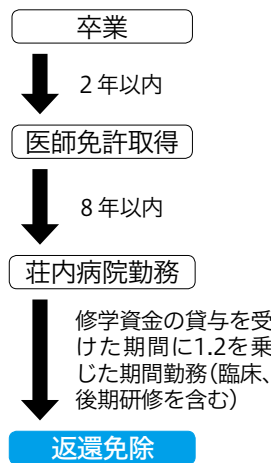 卒業
2年以内
医師免許取得
8年以内
荘内病院勤務
修学資金の貸与を受
けた期間に1.2を乗
じた期間勤務(臨床、
後期研修を含む)
返還免除